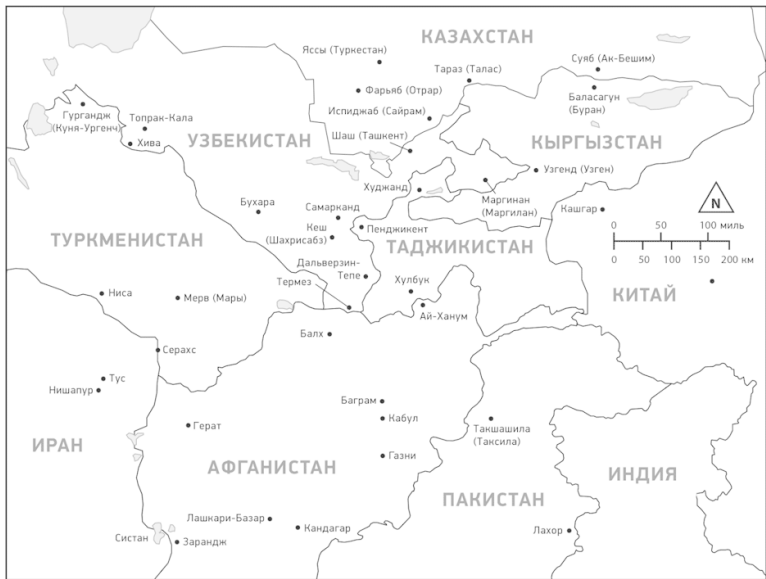 КАЗАХСТАН
Яссы (Туркестан)
Суяб (Ак-Бешим)
Тараз (Талас)
Фарьяб (Отрар)
Баласагун
(Буран)
Гургандж
(Куня-Ургенч)
Топрак-Кала
Испиджаб (Сайрам)
Хива
УЗБЕКИСТАН
Шаш (Ташкент)
КЫРГЫЗСТАН
Узгенд (Узген)
Худжанд
Маргинан
(Маргилан)
N
Бухара
Самарканд
Кашгар
Кеш
(Шахрисабз)
Пенджикент
0 100 миль
0 50 100 150 200 км
ТУРКМЕНИСТАН
ТАДЖИКИСТАН
Дальверзин-
Тепе
Термез
Хулбук
КИТАЙ
Ниса
Мерв (Мары)
Ай-Ханум
Балх
Серахс
Тус
Нишапур
Баграм
Кабул
Такшашила
(Таксила)
Герат
ИРАН
Газни
АФГАНИСТАН
ИНДИЯ
ПАКИСТАН
Лашкари-Базар
Кандагар
Систан
Зарандж
Лахор